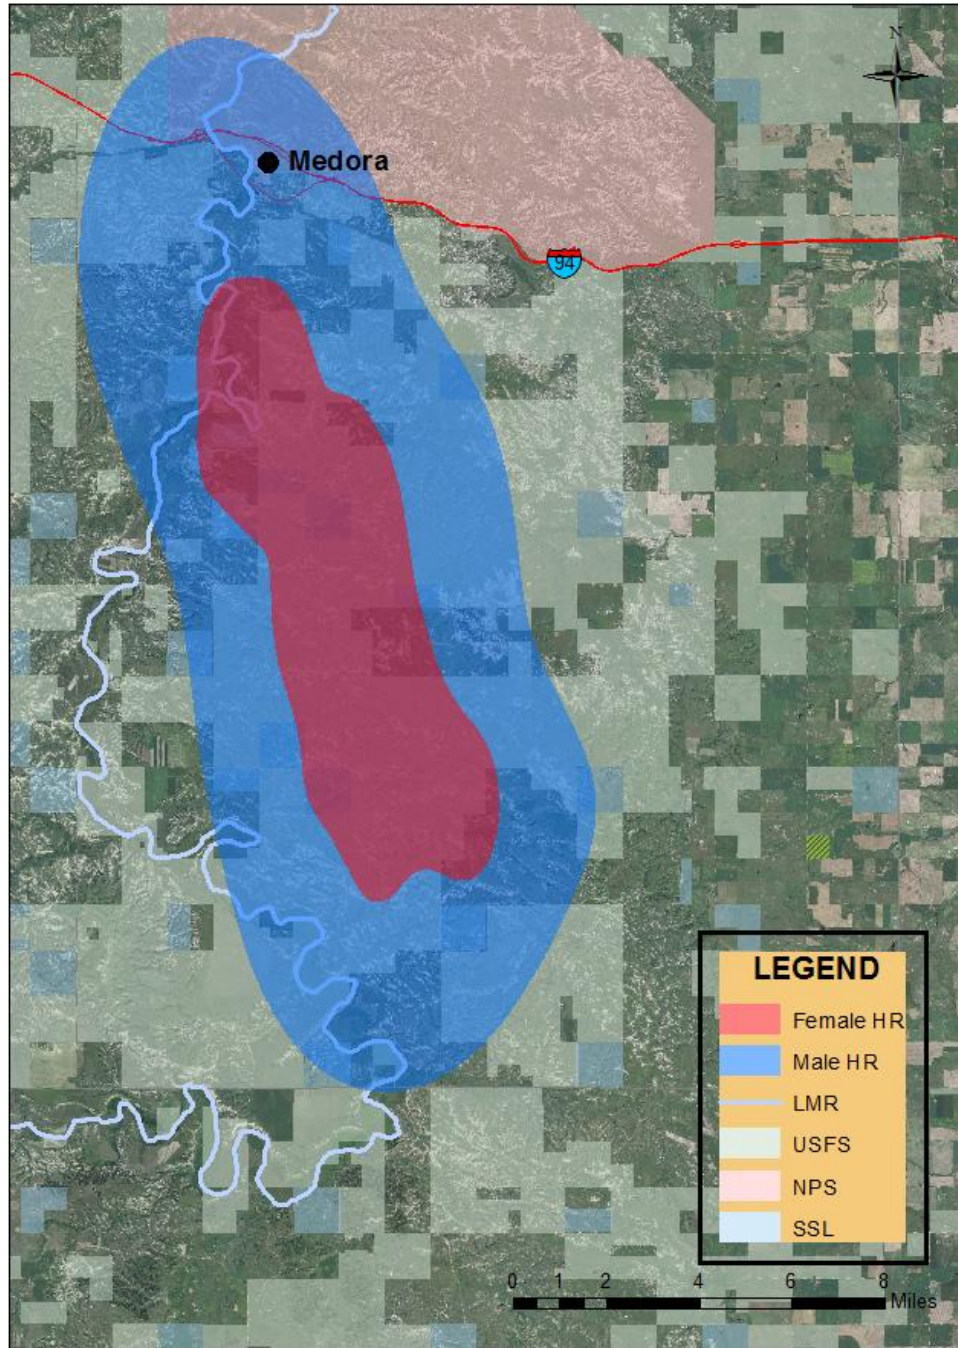 N
Medora
94
LEGEND
Female HR
Male HR
LMR
USFS
NPS
SSL
0 1 2 4 6 8
Miles